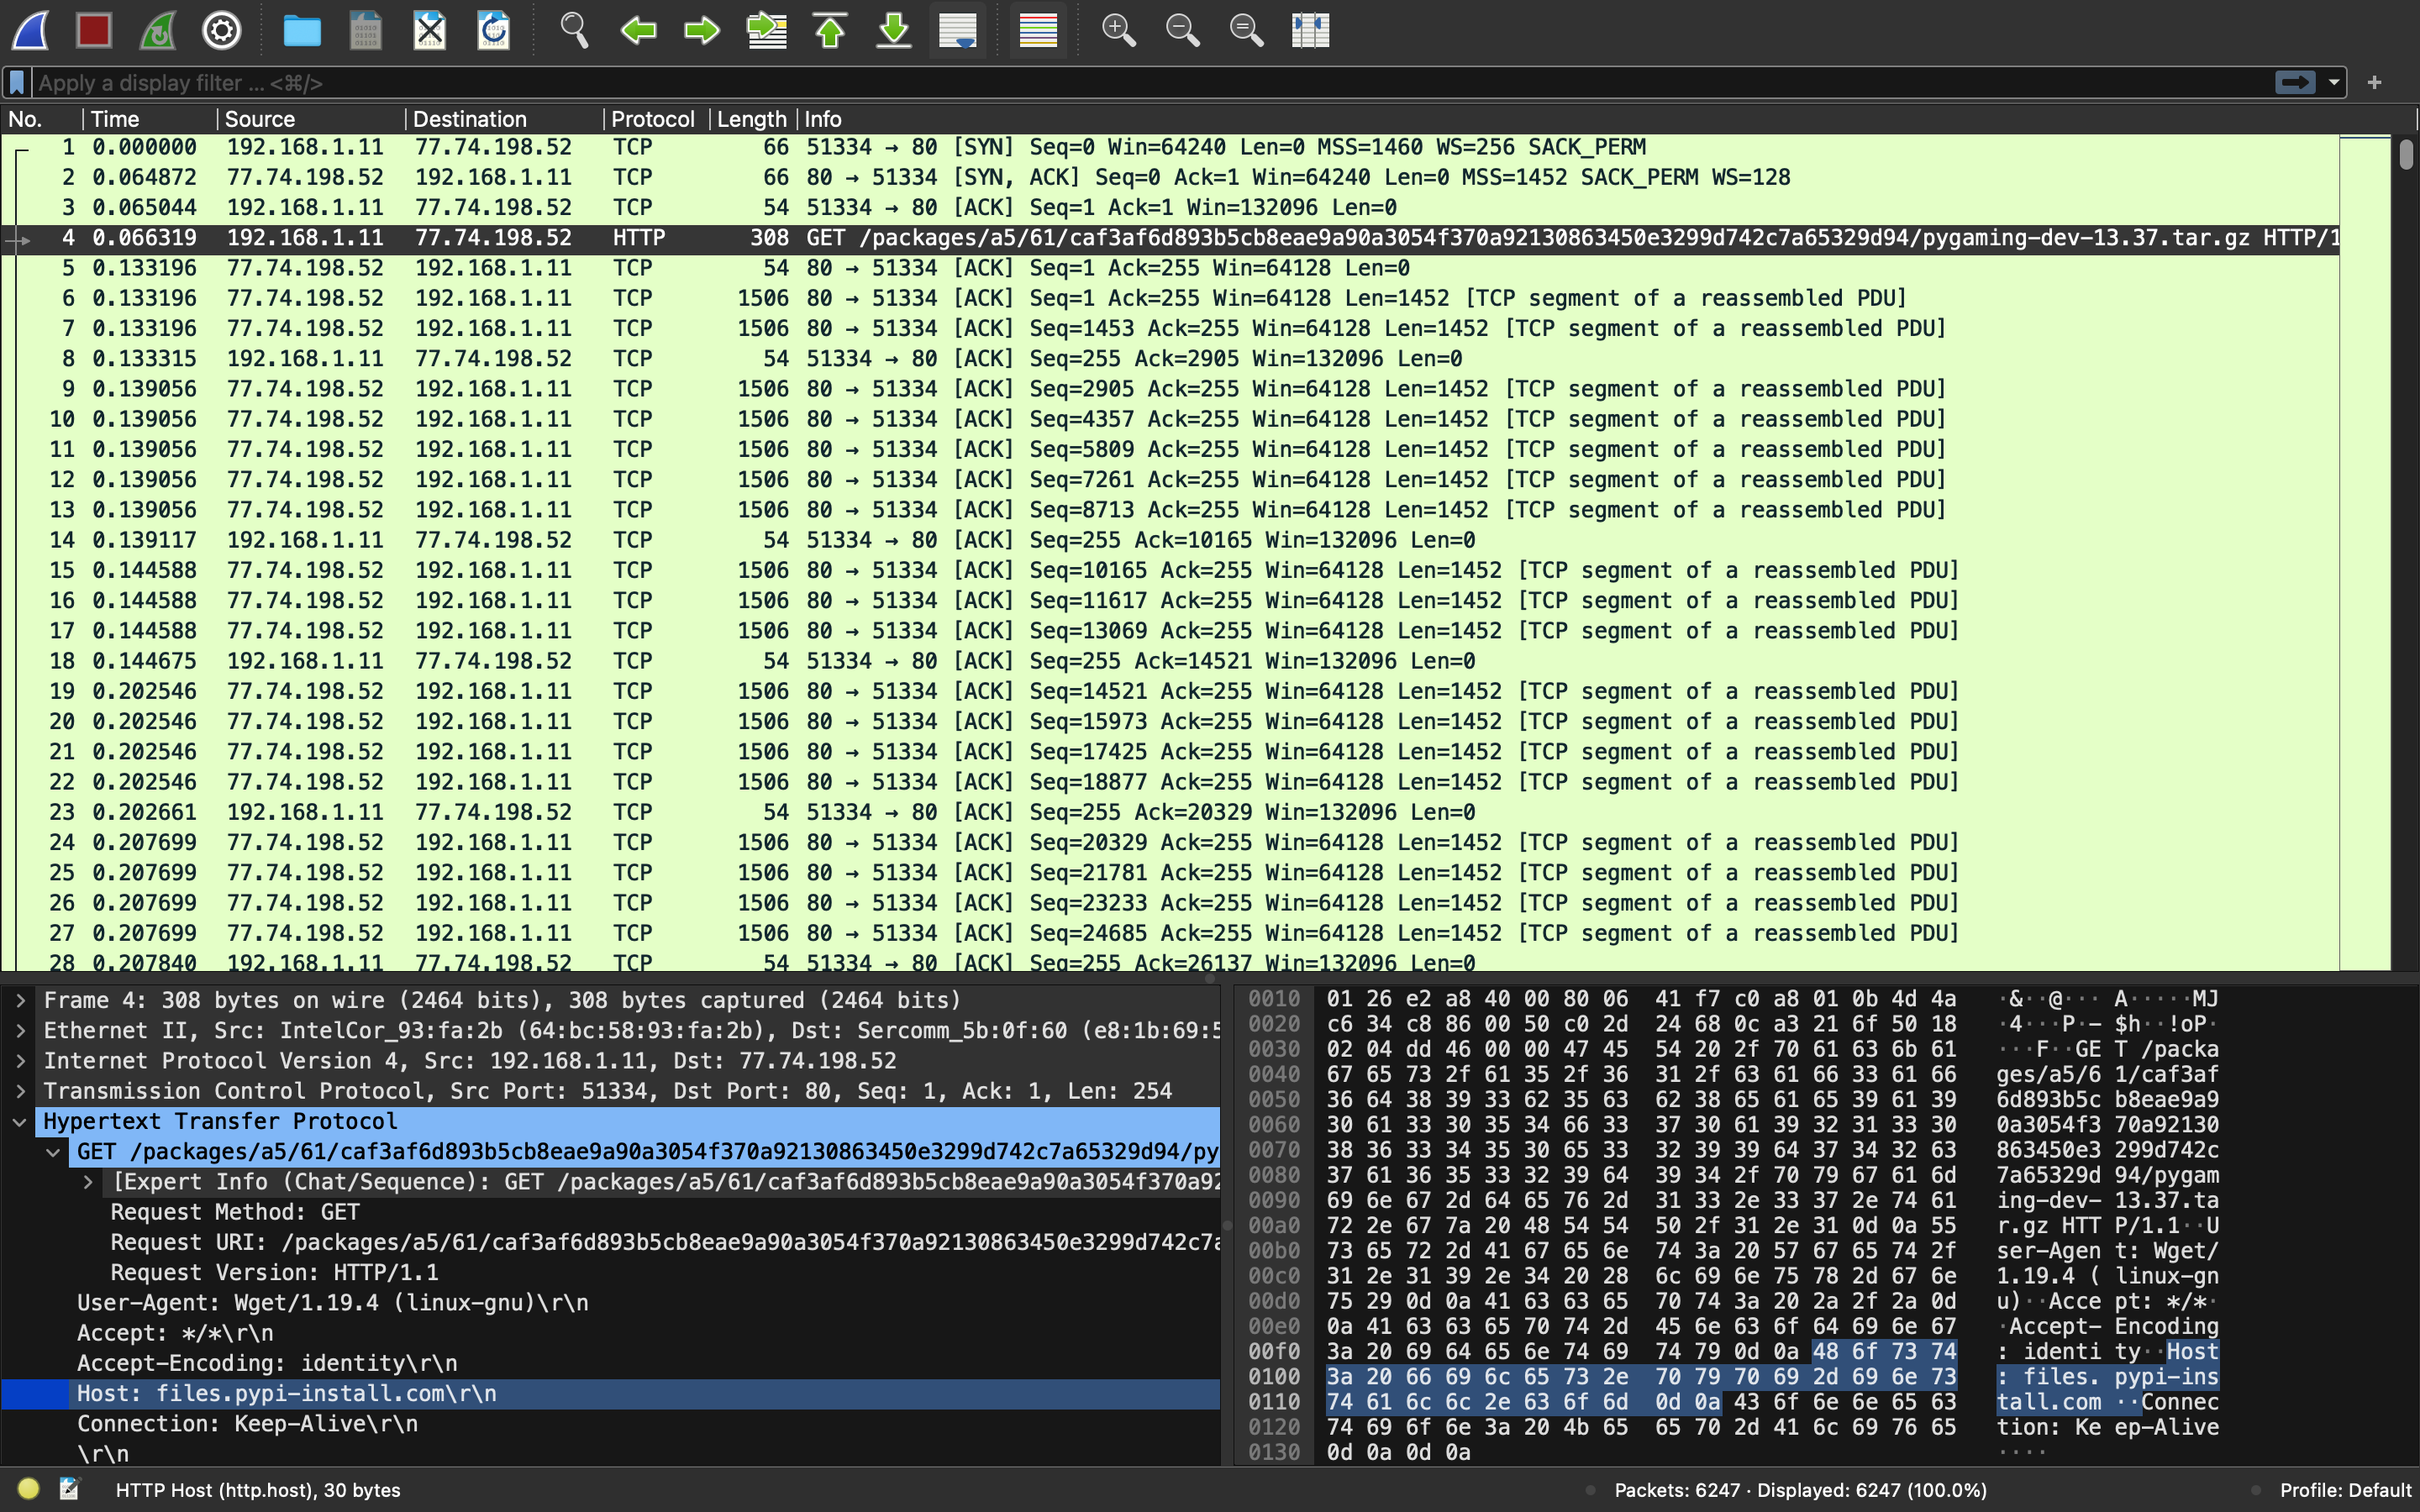 Apply a display filter ... <⌘/>
No. Time Source Destination Protocol Length Info
1 0.000000 192.168.1.11 77.74.198.52 TCP 66 51334 → 80 [SYN] Seq=0 Win=64240 Len=0 MSS=1460 WS=256 SACK_PERM
2 0.064872 77.74.198.52 192.168.1.11 TCP 66 80 → 51334 [SYN, ACK] Seq=0 Ack=1 Win=64240 Len=0 MSS=1452 SACK_PERM WS=128
3 0.065044 192.168.1.11 77.74.198.52 TCP 54 51334 → 80 [ACK] Seq=1 Ack=1 Win=132096 Len=0
4 0.066319 192.168.1.11 77.74.198.52 HTTP 308 GET /packages/a5/61/caf3af6d893b5cb8eae9a90a3054f370a92130863450e3299d742c7a65329d94/pygaming-dev-13.37.tar.gz HTTP/1
5 0.133196 77.74.198.52 192.168.1.11 TCP 54 80 → 51334 [ACK] Seq=1 Ack=255 Win=64128 Len=0
6 0.133196 77.74.198.52 192.168.1.11 TCP 1506 80 → 51334 [ACK] Seq=1 Ack=255 Win=64128 Len=1452 [TCP segment of a reassembled PDU]
7 0.133196 77.74.198.52 192.168.1.11 TCP 1506 80 → 51334 [ACK] Seq=1453 Ack=255 Win=64128 Len=1452 [TCP segment of a reassembled PDU]
8 0.133315 192.168.1.11 77.74.198.52 TCP 54 51334 → 80 [ACK] Seq=255 Ack=2905 Win=132096 Len=0
9 0.139056 77.74.198.52 192.168.1.11 TCP 1506 80 → 51334 [ACK] Seq=2905 Ack=255 Win=64128 Len=1452 [TCP segment of a reassembled PDU]
10 0.139056 77.74.198.52 192.168.1.11 TCP 1506 80 → 51334 [ACK] Seq=4357 Ack=255 Win=64128 Len=1452 [TCP segment of a reassembled PDU]
11 0.139056 77.74.198.52 192.168.1.11 TCP 1506 80 → 51334 [ACK] Seq=5809 Ack=255 Win=64128 Len=1452 [TCP segment of a reassembled PDU]
12 0.139056 77.74.198.52 192.168.1.11 TCP 1506 80 → 51334 [ACK] Seq=7261 Ack=255 Win=64128 Len=1452 [TCP segment of a reassembled PDU]
13 0.139056 77.74.198.52 192.168.1.11 TCP 1506 80 → 51334 [ACK] Seq=8713 Ack=255 Win=64128 Len=1452 [TCP segment of a reassembled PDU]
14 0.139117 192.168.1.11 77.74.198.52 TCP 54 51334 → 80 [ACK] Seq=255 Ack=10165 Win=132096 Len=0
15 0.144588 77.74.198.52 192.168.1.11 TCP 1506 80 → 51334 [ACK] Seq=10165 Ack=255 Win=64128 Len=1452 [TCP segment of a reassembled PDU]
16 0.144588 77.74.198.52 192.168.1.11 TCP 1506 80 → 51334 [ACK] Seq=11617 Ack=255 Win=64128 Len=1452 [TCP segment of a reassembled PDU]
17 0.144588 77.74.198.52 192.168.1.11 TCP 1506 80 → 51334 [ACK] Seq=13069 Ack=255 Win=64128 Len=1452 [TCP segment of a reassembled PDU]
18 0.144675 192.168.1.11 77.74.198.52 TCP 54 51334 → 80 [ACK] Seq=255 Ack=14521 Win=132096 Len=0
19 0.202546 77.74.198.52 192.168.1.11 TCP 1506 80 → 51334 [ACK] Seq=14521 Ack=255 Win=64128 Len=1452 [TCP segment of a reassembled PDU]
20 0.202546 77.74.198.52 192.168.1.11 TCP 1506 80 → 51334 [ACK] Seq=15973 Ack=255 Win=64128 Len=1452 [TCP segment of a reassembled PDU]
21 0.202546 77.74.198.52 192.168.1.11 TCP 1506 80 → 51334 [ACK] Seq=17425 Ack=255 Win=64128 Len=1452 [TCP segment of a reassembled PDU]
22 0.202546 77.74.198.52 192.168.1.11 TCP 1506 80 → 51334 [ACK] Seq=18877 Ack=255 Win=64128 Len=1452 [TCP segment of a reassembled PDU]
23 0.202661 192.168.1.11 77.74.198.52 TCP 54 51334 → 80 [ACK] Seq=255 Ack=20329 Win=132096 Len=0
24 0.207699 77.74.198.52 192.168.1.11 TCP 1506 80 → 51334 [ACK] Seq=20329 Ack=255 Win=64128 Len=1452 [TCP segment of a reassembled PDU]
25 0.207699 77.74.198.52 192.168.1.11 TCP 1506 80 → 51334 [ACK] Seq=21781 Ack=255 Win=64128 Len=1452 [TCP segment of a reassembled PDU]
26 0.207699 77.74.198.52 192.168.1.11 TCP 1506 80 → 51334 [ACK] Seq=23233 Ack=255 Win=64128 Len=1452 [TCP segment of a reassembled PDU]
27 0.207699 77.74.198.52 192.168.1.11 TCP 1506 80 → 51334 [ACK] Seq=24685 Ack=255 Win=64128 Len=1452 [TCP segment of a reassembled PDU]
28 0.207840 192.168.1.11 77.74.198.52 TCP 54 51334 → 80 [ACK] Seq=255 Ack=26137 Win=132096 Len=0
Frame 4: 308 bytes on wire (2464 bits), 308 bytes captured (2464 bits)
Ethernet II, Src: IntelCor_93:fa:2b (64:bc:58:93:fa:2b), Dst: Sercomm_5b:0f:60 (e8:1b:69:5
Internet Protocol Version 4, Src: 192.168.1.11, Dst: 77.74.198.52
Transmission Control Protocol, Src Port: 51334, Dst Port: 80, Seq: 1, Ack: 1, Len: 254
Hypertext Transfer Protocol
GET /packages/a5/61/caf3af6d893b5cb8eae9a90a3054f370a92130863450e3299d742c7a65329d94/py
[Expert Info (Chat/Sequence): GET /packages/a5/61/caf3af6d893b5cb8eae9a90a3054f370a92
Request Method: GET
Request URI: /packages/a5/61/caf3af6d893b5cb8eae9a90a3054f370a92130863450e3299d742c7a
Request Version: HTTP/1.1
User-Agent: Wget/1.19.4 (linux-gnu)\r\n
Accept: */*\r\n
Accept-Encoding: identity\r\n
Host: files.pypi-install.com\r\n
Connection: Keep-Alive\r\n
\r\n
0010 01 26 e2 a8 40 00 80 06 41 f7 c0 a8 01 0b 4d 4a ·&··@··· A·····MJ
0020 c6 34 c8 86 00 50 c0 2d 24 68 0c a3 21 6f 50 18 ·4···P·- $h··!oP·
0030 02 04 dd 46 00 00 47 45 54 20 2f 70 61 63 6b 61 ···F··GE T /packa
0040 67 65 73 2f 61 35 2f 36 31 2f 63 61 66 33 61 66 ges/a5/6 1/caf3af
0050 36 64 38 39 33 62 35 63 62 38 65 61 65 39 61 39 6d893b5c b8eae9a9
0060 30 61 33 30 35 34 66 33 37 30 61 39 32 31 33 30 0a3054f3 70a92130
0070 38 36 33 34 35 30 65 33 32 39 39 64 37 34 32 63 863450e3 299d742c
0080 37 61 36 35 33 32 39 64 39 34 2f 70 79 67 61 6d 7a65329d 94/pygam
0090 69 6e 67 2d 64 65 76 2d 31 33 2e 33 37 2e 74 61 ing-dev- 13.37.ta
00a0 72 2e 67 7a 20 48 54 54 50 2f 31 2e 31 0d 0a 55 r.gz HTT P/1.1··U
00b0 73 65 72 2d 41 67 65 6e 74 3a 20 57 67 65 74 2f ser-Agen t: Wget/
00c0 31 2e 31 39 2e 34 20 28 6c 69 6e 75 78 2d 67 6e 1.19.4 ( linux-gn
00d0 75 29 0d 0a 41 63 63 65 70 74 3a 20 2a 2f 2a 0d u)··Acce pt: */*·
00e0 0a 41 63 63 65 70 74 2d 45 6e 63 6f 64 69 6e 67 ·Accept- Encoding
00f0 3a 20 69 64 65 6e 74 69 74 79 0d 0a 48 6f 73 74 : identi ty··Host
0100 3a 20 66 69 6c 65 73 2e 70 79 70 69 2d 69 6e 73 : files. pypi-ins
0110 74 61 6c 6c 2e 63 6f 6d 0d 0a 43 6f 6e 6e 65 63 tall.com ··Connec
0120 74 69 6f 6e 3a 20 4b 65 65 70 2d 41 6c 69 76 65 tion: Ke ep-Alive
0130 0d 0a 0d 0a ····
HTTP Host (http.host), 30 bytes Packets: 6247 · Displayed: 6247 (100.0%) Profile: Default